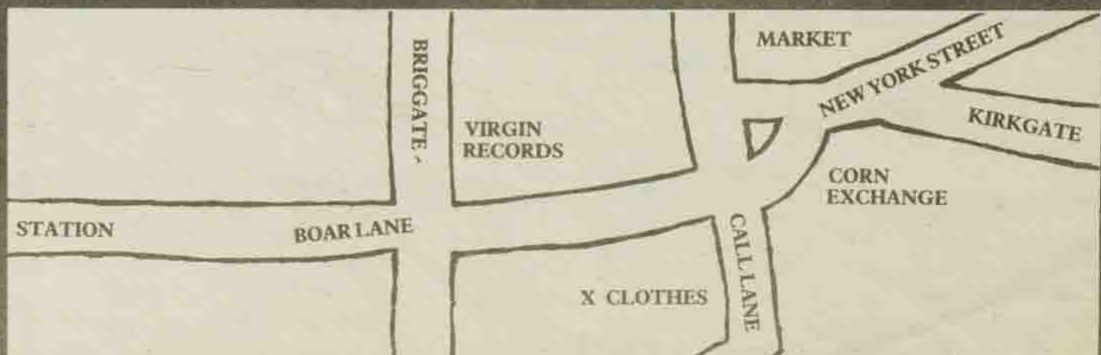 MARKET
NEW YORK STREET
KIRKGATE
BRIGGATE
VIRGIN
RECORDS
CORN
EXCHANGE
STATION
BOAR LANE
CALL LANE
X CLOTHES